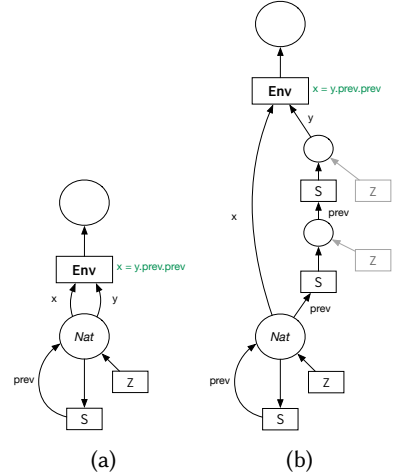 Env
x = y.prev.prev
x
y
Nat
prev
Z
S
(a)
Env
x = y.prev.prev
y
S
Z
x
prev
Z
S
prev
Nat
prev
Z
S
(b)